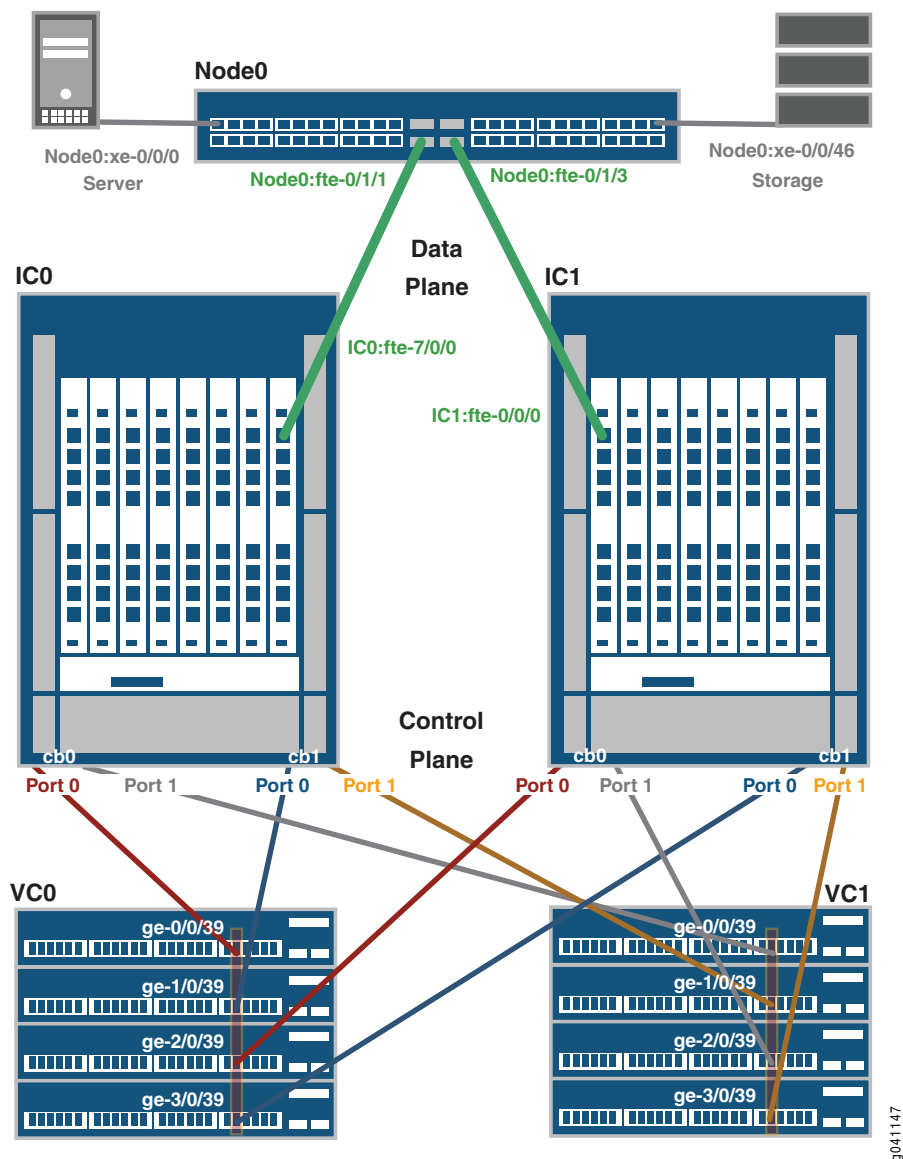 Node0
Node0:xe-0/0/0
Server
Node0:fte-0/1/1
Node0:fte-0/1/3
Node0:xe-0/0/46
Storage
Data
Plane
IC0
IC1
IC0:fte-7/0/0
IC1:fte-0/0/0
Control
Plane
cb0
cb1
cb0
cb1
Port 0
Port 1
Port 0
Port 1
Port 0
Port 1
Port 0
Port 1
VC0
VC1
ge-0/0/39
ge-1/0/39
ge-2/0/39
ge-3/0/39
ge-0/0/39
ge-1/0/39
ge-2/0/39
ge-3/0/39
g041147